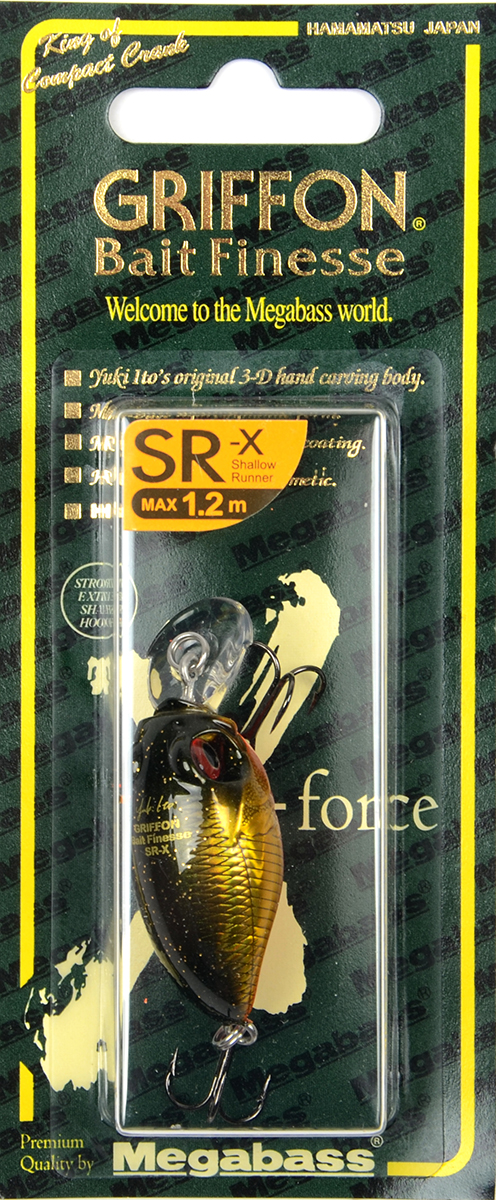 King of
Compact Crank
HAMAMATSU JAPAN
GRIFFON®
Bait Finesse
Welcome to the Megabass world.
Yuki Ito's original 3-D hand carving body.
coating.
SR-X
Shallow
Runner
MAX 1.2 m
-force
GRIFFON
Bait Finesse
SR-X
Premium
Quality by
Megabass®